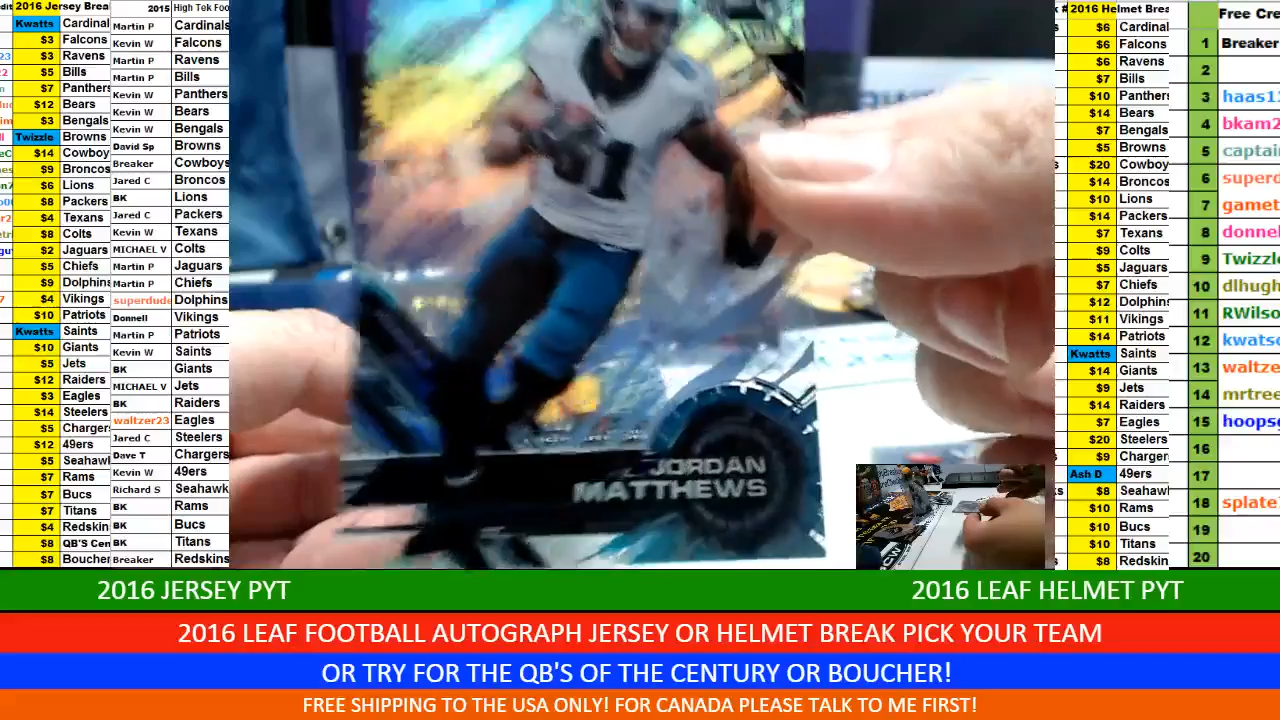 2016 Jersey Brea
Kwatts Cardinal
$3 Falcons
$3 Ravens
$5 Bills
$7 Panthers
$12 Bears
$3 Bengals
Twizzle Browns
$14 Cowboy
$9 Broncos
$6 Lions
$8 Packers
$4 Texans
$8 Colts
$2 Jaguars
$5 Chiefs
$9 Dolphins
$4 Vikings
$10 Patriots
Kwatts Saints
$10 Giants
$5 Jets
$12 Raiders
$3 Eagles
$14 Steelers
$5 Chargers
$12 49ers
$5 Seahaw
$7 Rams
$7 Bucs
$7 Titans
$4 Redskin
$8 QB'S Cen
$8 Boucher
2015 High Tek Foo
Martin P Cardinals
Kevin W Falcons
Martin P Ravens
Martin P Bills
Kevin W Panthers
Kevin W Bears
Kevin W Bengals
David Sp Browns
Breaker Cowboys
Jared C Broncos
BK Lions
Jared C Packers
Kevin W Texans
MICHAEL V Colts
Martin P Jaguars
Martin P Chiefs
superdude Dolphins
Donnell Vikings
Martin P Patriots
Kevin W Saints
BK Giants
MICHAEL V Jets
BK Raiders
waltzer23 Eagles
Jared C Steelers
Dave T Chargers
Kevin W 49ers
Richard S Seahawk
BK Rams
BK Bucs
BK Titans
Breaker Redskins
JORDAN
MATTHEWS
2016 Helmet Brea
$6 Cardinal
$6 Falcons
$6 Ravens
$7 Bills
$10 Panther
$14 Bears
$7 Bengals
$5 Browns
$20 Cowboy
$14 Broncos
$10 Lions
$14 Packers
$7 Texans
$9 Colts
$5 Jaguars
$7 Chiefs
$12 Dolphin
$11 Vikings
$14 Patriots
Kwatts Saints
$14 Giants
$9 Jets
$14 Raiders
$7 Eagles
$20 Steelers
$9 Charger
Ash D 49ers
$8 Seahaw
$10 Rams
$10 Bucs
$10 Titans
$8 Redskin
Free Cre
1 Breaker
2
3 haas1
4 bkam2
5 captain
6 superd
7 gamet
8 donnel
9 Twizzle
10 dlhugh
11 RWilso
12 kwatso
13 waltze
14 mrtree
15 hoopsg
16
17
18 splate
19
20
2016 JERSEY PYT
2016 LEAF HELMET PYT
2016 LEAF FOOTBALL AUTOGRAPH JERSEY OR HELMET BREAK PICK YOUR TEAM
OR TRY FOR THE QB'S OF THE CENTURY OR BOUCHER!
FREE SHIPPING TO THE USA ONLY! FOR CANADA PLEASE TALK TO ME FIRST!